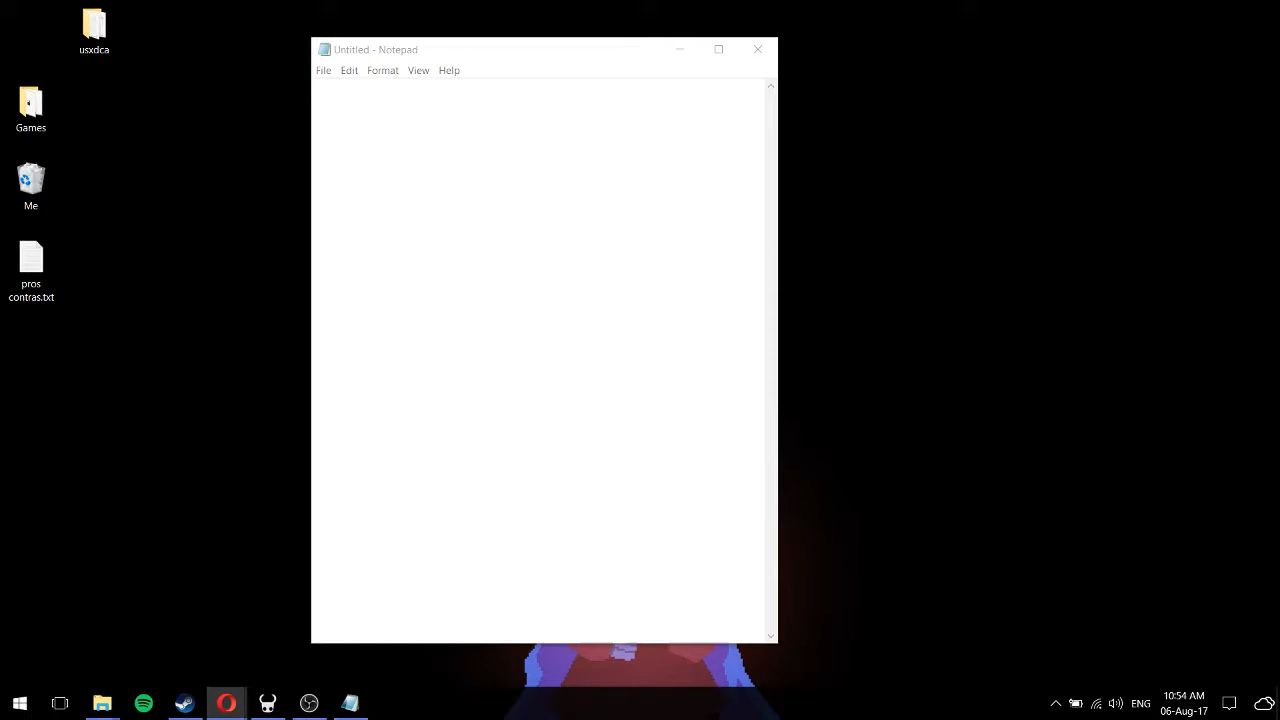 usxdca
Untitled - Notepad
File Edit Format View Help
Games
Me
pros
contras.txt
ENG
10:54 AM
06-Aug-17